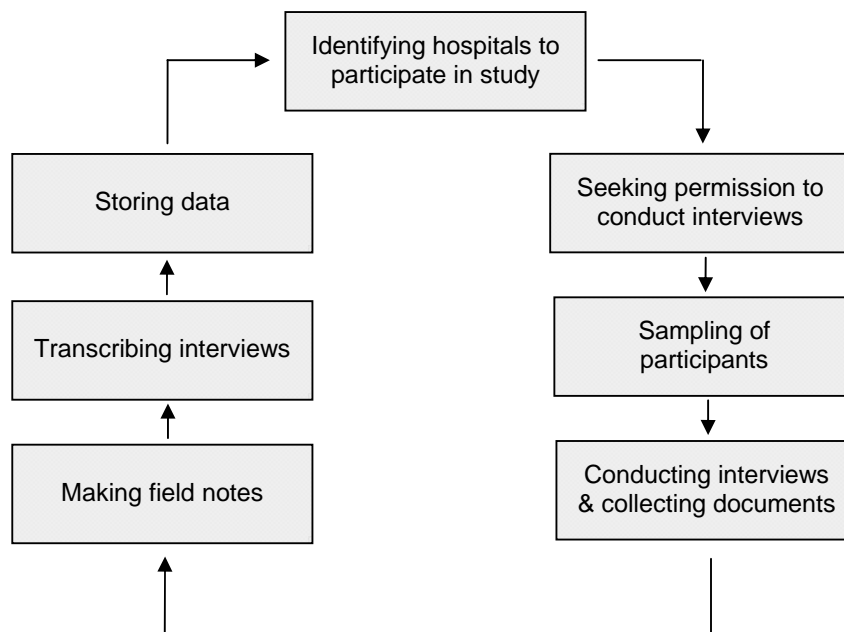 Identifying hospitals to
participate in study
Seeking permission to
conduct interviews
Sampling of
participants
Conducting interviews
& collecting documents
Making field notes
Transcribing interviews
Storing data